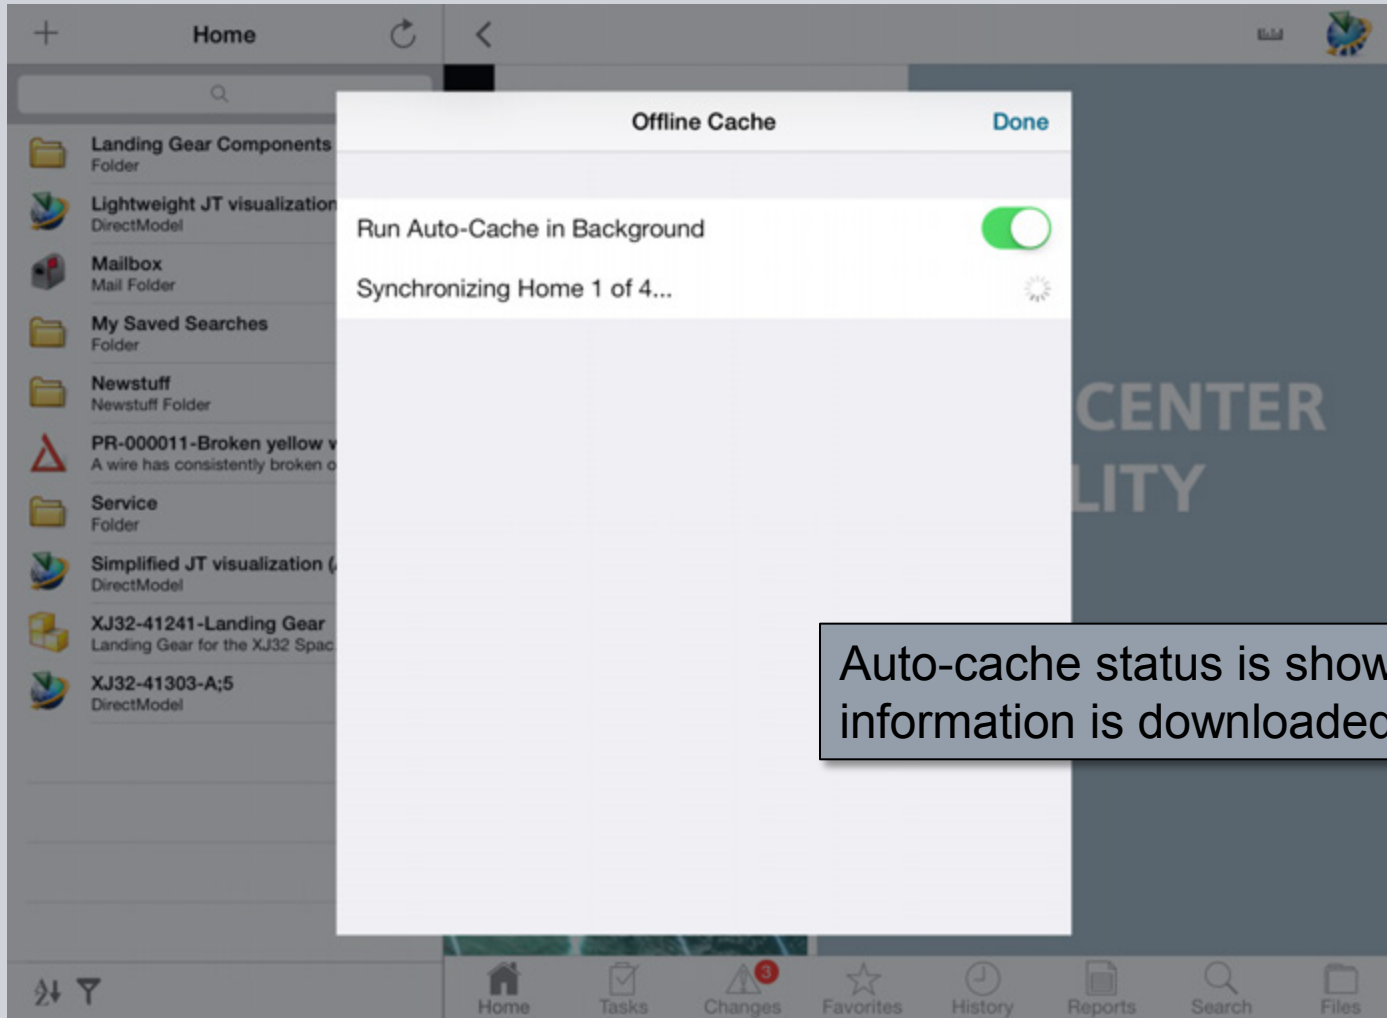 Home
Landing Gear Components
Folder
Lightweight JT visualization
DirectModel
Mailbox
Mail Folder
My Saved Searches
Folder
Newstuff
Newstuff Folder
PR-000011-Broken yellow
A wire has consistently broken
Service
Folder
Simplified JT visualization
DirectModel
XJ32-41241-Landing Gear
Landing Gear for the XJ32
XJ32-41303-A;5
DirectModel
Offline Cache
Done
Run Auto-Cache in Background
Synchronizing Home 1 of 4...
CENTER
LITY
Auto-cache status is
information is downloaded
3
Home
Tasks
Changes
Favorites
History
Reports
Search
Files